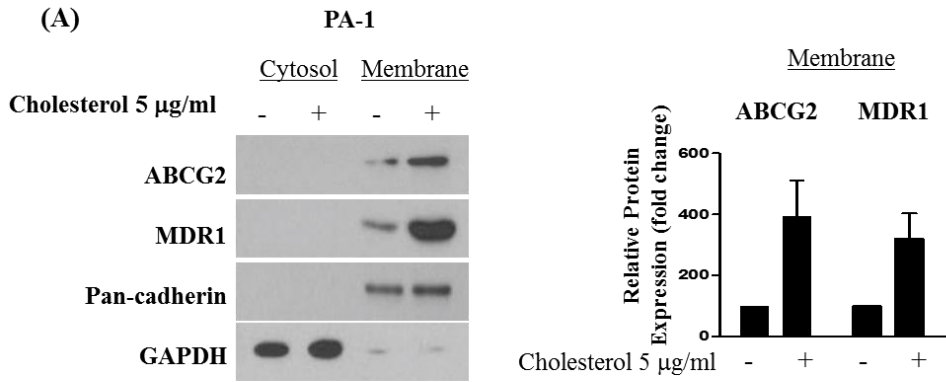 (A)
PA-1
Cytosol Membrane
Cholesterol 5 μg/ml - + - +
ABCG2
MDR1
Pan-cadherin
GAPDH
Membrane
ABCG2 MDR1
Relative Protein
Expression (fold change)
600
400
200
0
Cholesterol 5 μg/ml - + - +